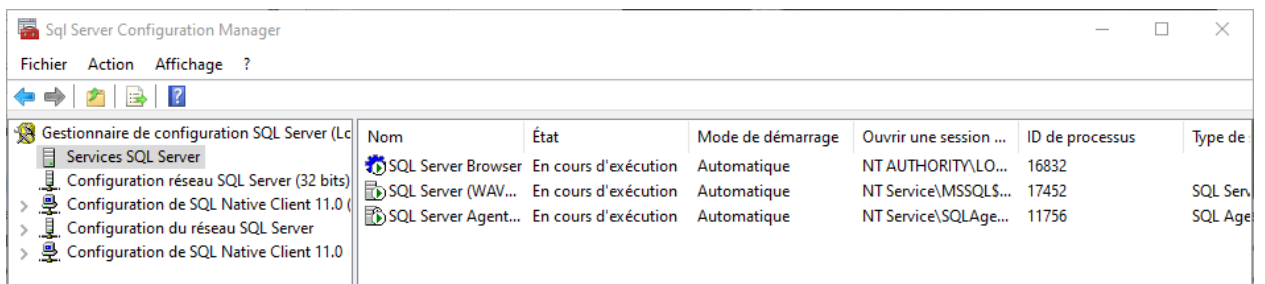 Sql Server Configuration Manager
Fichier Action Affichage ?
Gestionnaire de configuration SQL Server (Lc
Services SQL Server
Configuration réseau SQL Server (32 bits)
Configuration de SQL Native Client 11.0 (
Configuration du réseau SQL Server
Configuration de SQL Native Client 11.0
Nom État Mode de démarrage Ouvrir une session ... ID de processus Type de
SQL Server Browser En cours d'exécution Automatique NT AUTHORITY\LO... 16832
SQL Server (WAV... En cours d'exécution Automatique NT Service\MSSQL$... 17452 SQL Serv
SQL Server Agent... En cours d'exécution Automatique NT Service\SQLAge... 11756 SQL Age